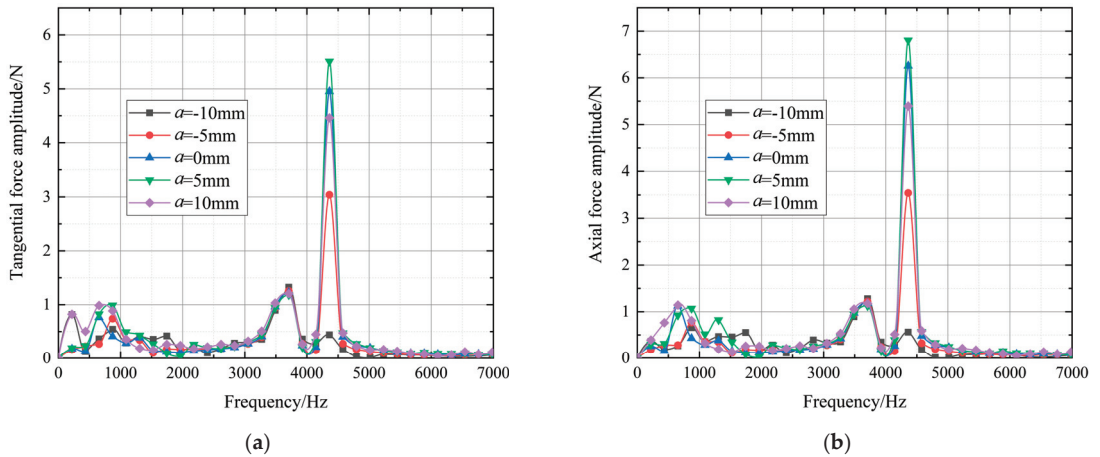 Tangential force amplitude/N
6
5
4
3
2
1
0
a=-10mm
a=-5mm
a=0mm
a=5mm
a=10mm
0 1000 2000 3000 4000 5000 6000 7000
Frequency/Hz
(a)
Axial force amplitude/N
7
6
5
4
3
2
1
0
a=-10mm
a=-5mm
a=0mm
a=5mm
a=10mm
0 1000 2000 3000 4000 5000 6000 7000
Frequency/Hz
(b)